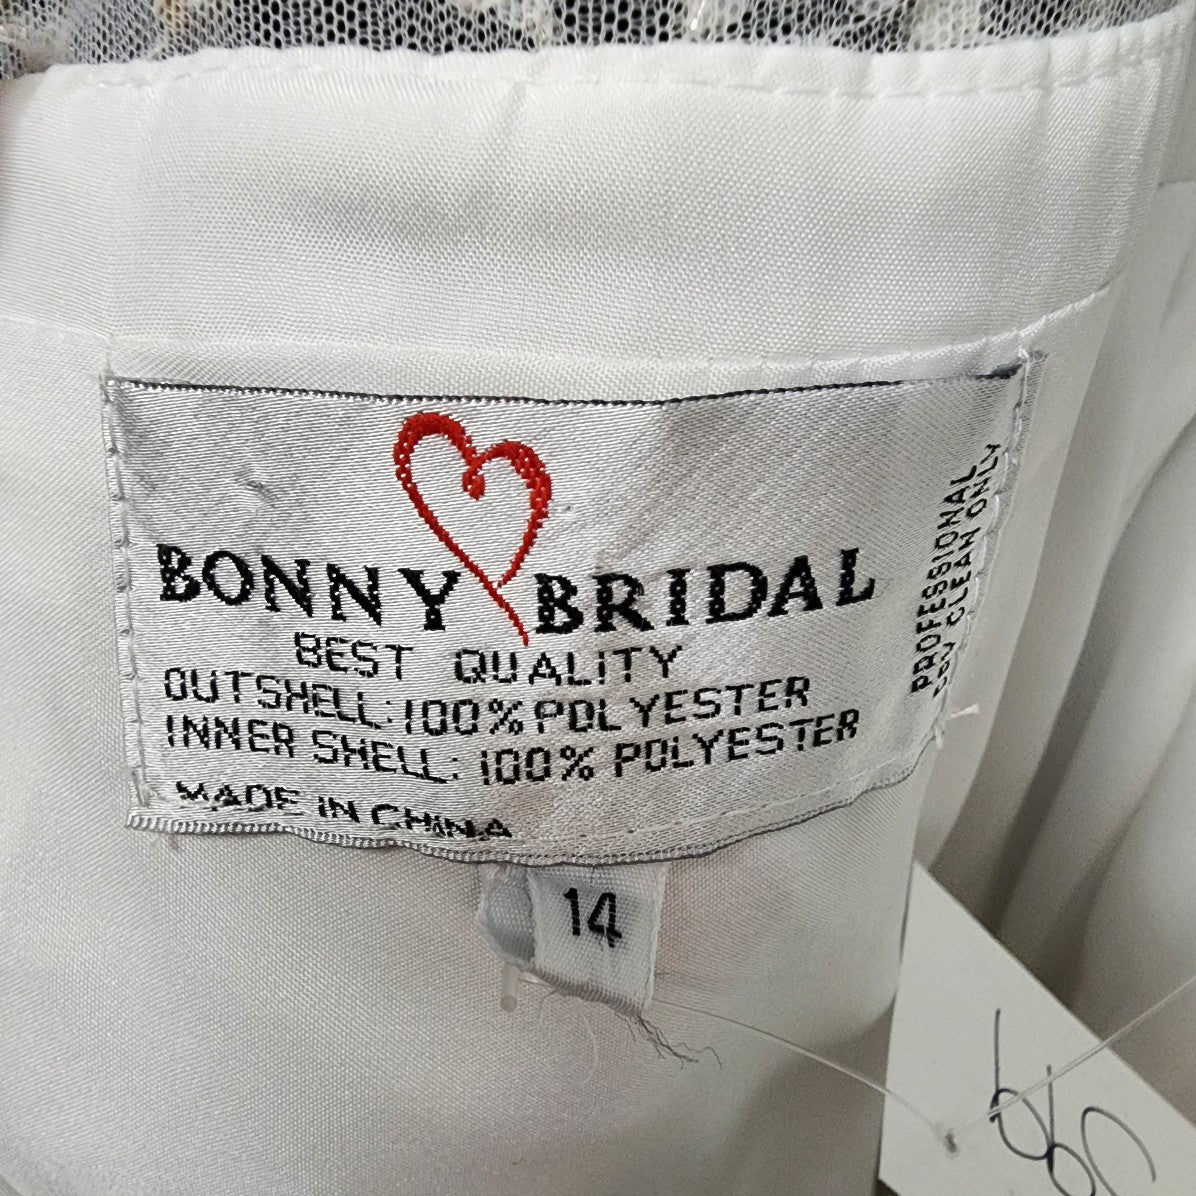 BONNY BRIDAL
BEST QUALITY
OUTSHELL: 100% POLYESTER
INNER SHELL: 100% POLYESTER
MADE IN CHINA
PROFESSIONAL
DRY CLEAN ONLY
14